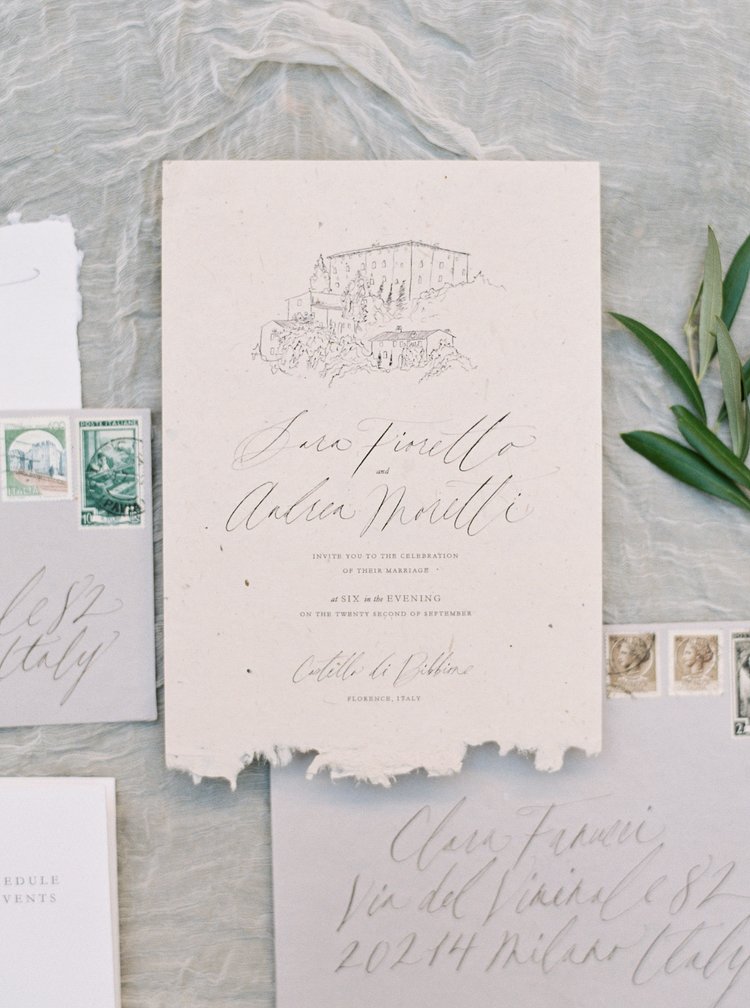 Sara Fiorello
and
Andrea Moretti
INVITE YOU TO THE CELEBRATION
OF THEIR MARRIAGE
at SIX in the EVENING
ON THE TWENTY SECOND OF SEPTEMBER
Castello di Bibbione
FLORENCE, ITALY
ITALIA
POSTE ITALIANE
10
le 82
Italy
EDULE
VENTS
Clara Fanucci
Via del Viminale 82
20214 Milano Italy